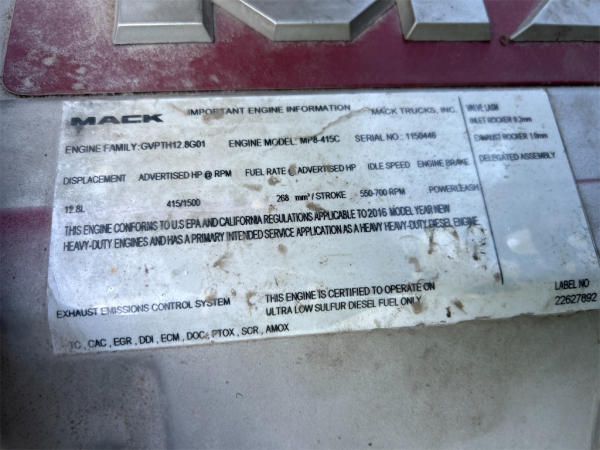 MACK IMPORTANT ENGINE INFORMATION MACK TRUCKS, INC.
ENGINE FAMILY: GVPTH12.8G01 ENGINE MODEL: MP8-415C SERIAL NO.: 1150446
DISPLACEMENT ADVERTISED HP @ RPM FUEL RATE @ ADVERTISED HP IDLE SPEED ENGINE BRAKE
12.8L 415/1500 268 mm³/ STROKE 550-700 RPM POWERLEASH
THIS ENGINE CONFORMS TO U.S EPA AND CALIFORNIA REGULATIONS APPLICABLE TO 2016 MODEL YEAR NEW
HEAVY-DUTY ENGINES AND HAS A PRIMARY INTENDED SERVICE APPLICATION AS A HEAVY HEAVY-DUTY DIESEL ENGINE.
EXHAUST EMISSIONS CONTROL SYSTEM
TC , CAC , EGR , DDI , ECM , DOC , PTOX , SCR , AMOX
THIS ENGINE IS CERTIFIED TO OPERATE ON
ULTRA LOW SULFUR DIESEL FUEL ONLY
VALVE LASH
INLET ROCKER 0.2mm
EXHAUST ROCKER 1.0mm
DELEGATED ASSEMBLY
LABEL NO
22627892